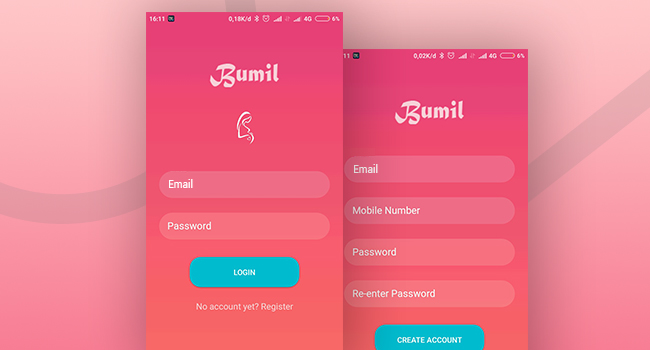 16:11 0,18K/d 4G 6%
Bumil
Email
Password
LOGIN
No account yet? Register
11 0,02K/d 4G 6%
Bumil
Email
Mobile Number
Password
Re-enter Password
CREATE ACCOUNT